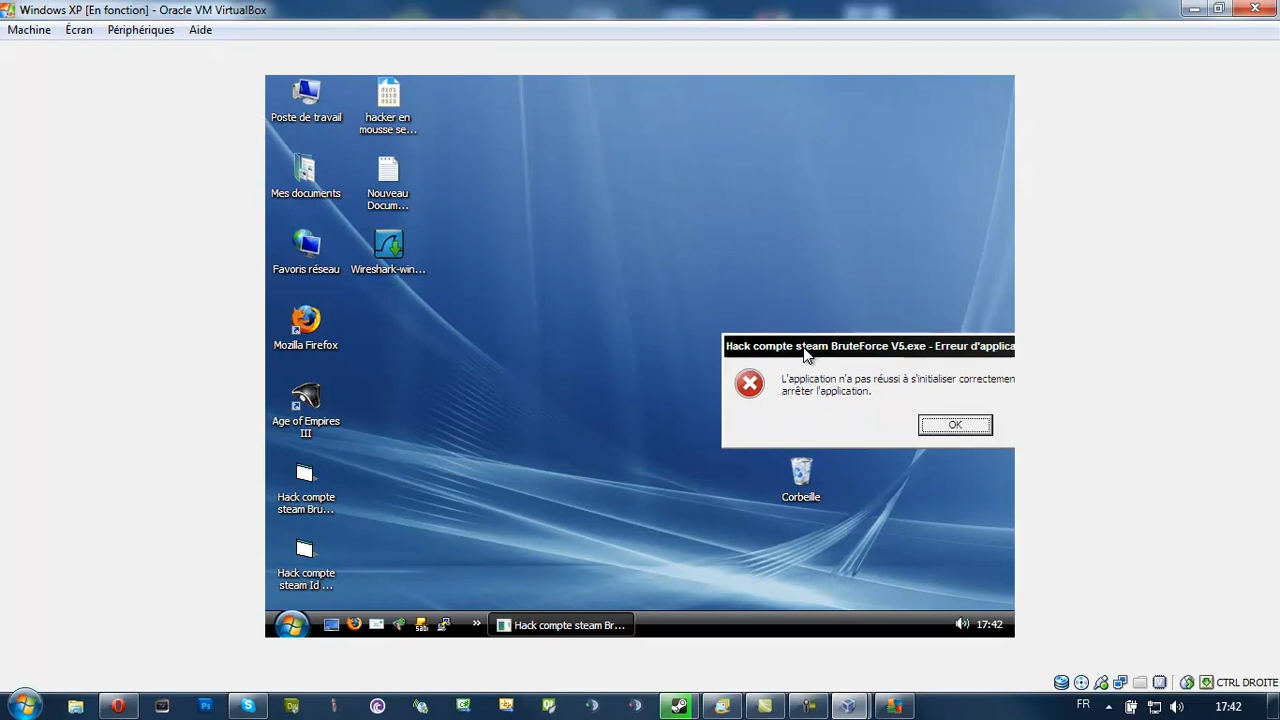 Windows XP [En fonction] - Oracle VM VirtualBox
Machine Écran Périphériques Aide
Poste de travail
hacker en
mousse se...
Mes documents
Nouveau
Docum...
Favoris réseau
Wireshark-win...
Mozilla Firefox
Hack compte steam BruteForce V5.exe - Erreur d'applica
L'application n'a pas réussi à s'initialiser correctemen
arrêter l'application.
OK
Age of Empires
III
Corbeille
Hack compte
steam Bru...
Hack compte
steam Id ...
Hack compte steam Br...
17:42
CTRL DROITE
FR
17:42